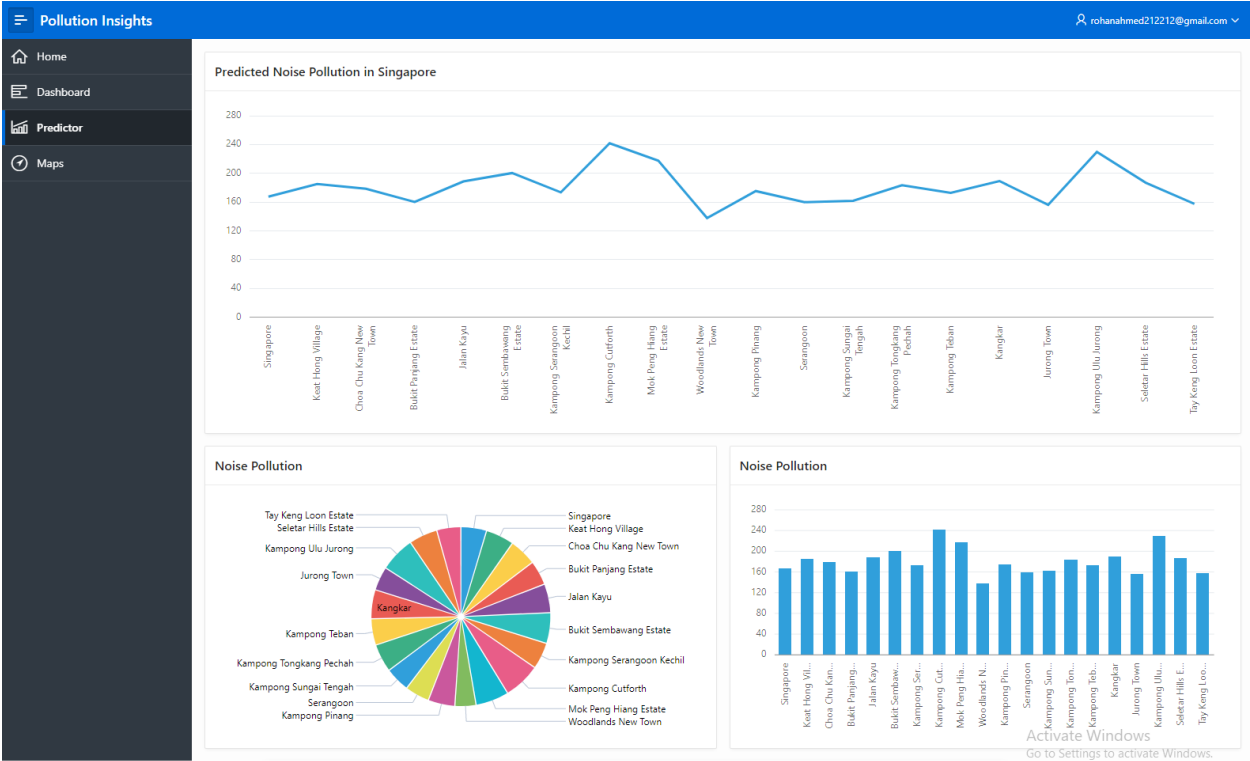 Pollution Insights
rohanahmed212212@gmail.com
Home
Dashboard
Predictor
Maps
Predicted Noise Pollution in Singapore
280
240
200
160
120
80
40
0
Singapore
Keat Hong Village
Choa Chu Kang New
Town
Bukit Panjang Estate
Jalan Kayu
Bukit Sembawang
Estate
Kampong Serangoon
Kechil
Kampong Cutforth
Mok Peng Hiang
Estate
Woodlands New
Town
Kampong Pinang
Serangoon
Kampong Sungai
Tengah
Kampong Tongkang
Pechah
Kampong Teban
Kangkar
Jurong Town
Kampong Ulu Jurong
Seletar Hills Estate
Tay Keng Loon Estate
Noise Pollution
Singapore
Keat Hong Village
Choa Chu Kang New Town
Bukit Panjang Estate
Jalan Kayu
Bukit Sembawang Estate
Kampong Serangoon Kechil
Kampong Cutforth
Mok Peng Hiang Estate
Woodlands New Town
Kampong Pinang
Serangoon
Kampong Sungai Tengah
Kampong Tongkang Pechah
Kampong Teban
Kangkar
Jurong Town
Kampong Ulu Jurong
Seletar Hills Estate
Tay Keng Loon Estate
Noise Pollution
280
240
200
160
120
80
40
0
Singapore
Keat Hong Vil...
Choa Chu Kan...
Bukit Panjang...
Jalan Kayu
Bukit Sembaw...
Kampong Ser...
Kampong Cut...
Mok Peng Hia...
Woodlands N...
Kampong Pin...
Serangoon
Kampong Sun...
Kampong Ton...
Kampong Teb...
Kangkar
Jurong Town
Kampong Ulu...
Seletar Hills E...
Tay Keng Loo...
Activate Windows
Go to Settings to activate Windows.